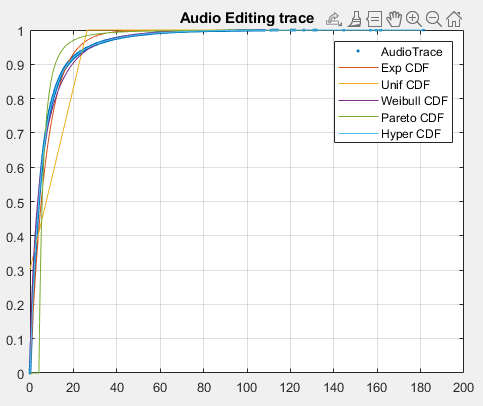 Audio Editing trace
1
0.9
0.8
0.7
0.6
0.5
0.4
0.3
0.2
0.1
0
0 20 40 60 80 100 120 140 160 180 200
AudioTrace
Exp CDF
Unif CDF
Weibull CDF
Pareto CDF
Hyper CDF